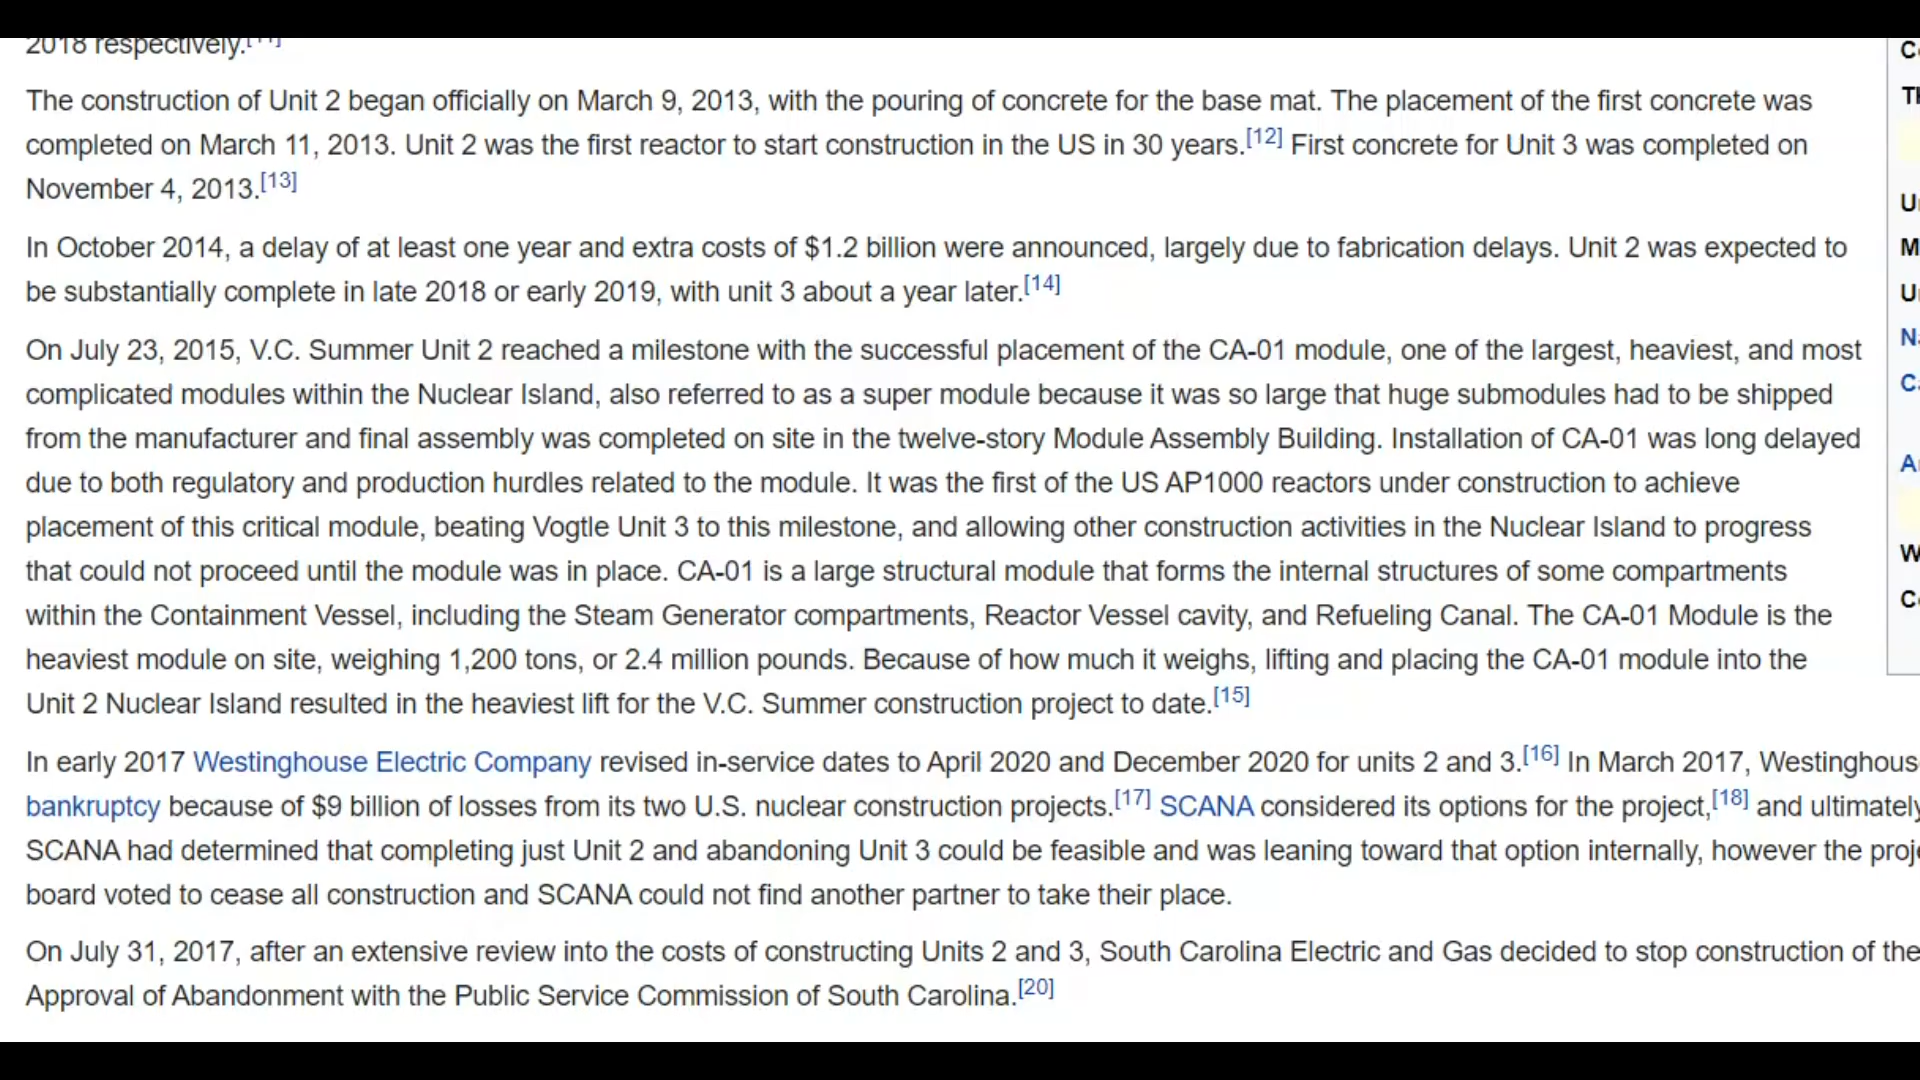 2018 respectively.[11]
The construction of Unit 2 began officially on March 9, 2013, with the pouring of concrete for the base mat. The placement of the first concrete was
completed on March 11, 2013. Unit 2 was the first reactor to start construction in the US in 30 years.[12] First concrete for Unit 3 was completed on
November 4, 2013.[13]
In October 2014, a delay of at least one year and extra costs of $1.2 billion were announced, largely due to fabrication delays. Unit 2 was expected to
be substantially complete in late 2018 or early 2019, with unit 3 about a year later.[14]
On July 23, 2015, V.C. Summer Unit 2 reached a milestone with the successful placement of the CA-01 module, one of the largest, heaviest, and most
complicated modules within the Nuclear Island, also referred to as a super module because it was so large that huge submodules had to be shipped
from the manufacturer and final assembly was completed on site in the twelve-story Module Assembly Building. Installation of CA-01 was long delayed
due to both regulatory and production hurdles related to the module. It was the first of the US AP1000 reactors under construction to achieve
placement of this critical module, beating Vogtle Unit 3 to this milestone, and allowing other construction activities in the Nuclear Island to progress
that could not proceed until the module was in place. CA-01 is a large structural module that forms the internal structures of some compartments
within the Containment Vessel, including the Steam Generator compartments, Reactor Vessel cavity, and Refueling Canal. The CA-01 Module is the
heaviest module on site, weighing 1,200 tons, or 2.4 million pounds. Because of how much it weighs, lifting and placing the CA-01 module into the
Unit 2 Nuclear Island resulted in the heaviest lift for the V.C. Summer construction project to date.[15]
In early 2017 Westinghouse Electric Company revised in-service dates to April 2020 and December 2020 for units 2 and 3.[16] In March 2017,
bankruptcy because of $9 billion of losses from its two U.S. nuclear construction projects.[17] SCANA considered its options for the project,[18] and ultimately
SCANA had determined that completing just Unit 2 and abandoning Unit 3 could be feasible and was leaning toward that option internally, however the
board voted to cease all construction and SCANA could not find another partner to take their place.
On July 31, 2017, after an extensive review into the costs of constructing Units 2 and 3, South Carolina Electric and Gas decided to stop construction of the
Approval of Abandonment with the Public Service Commission of South Carolina.[20]